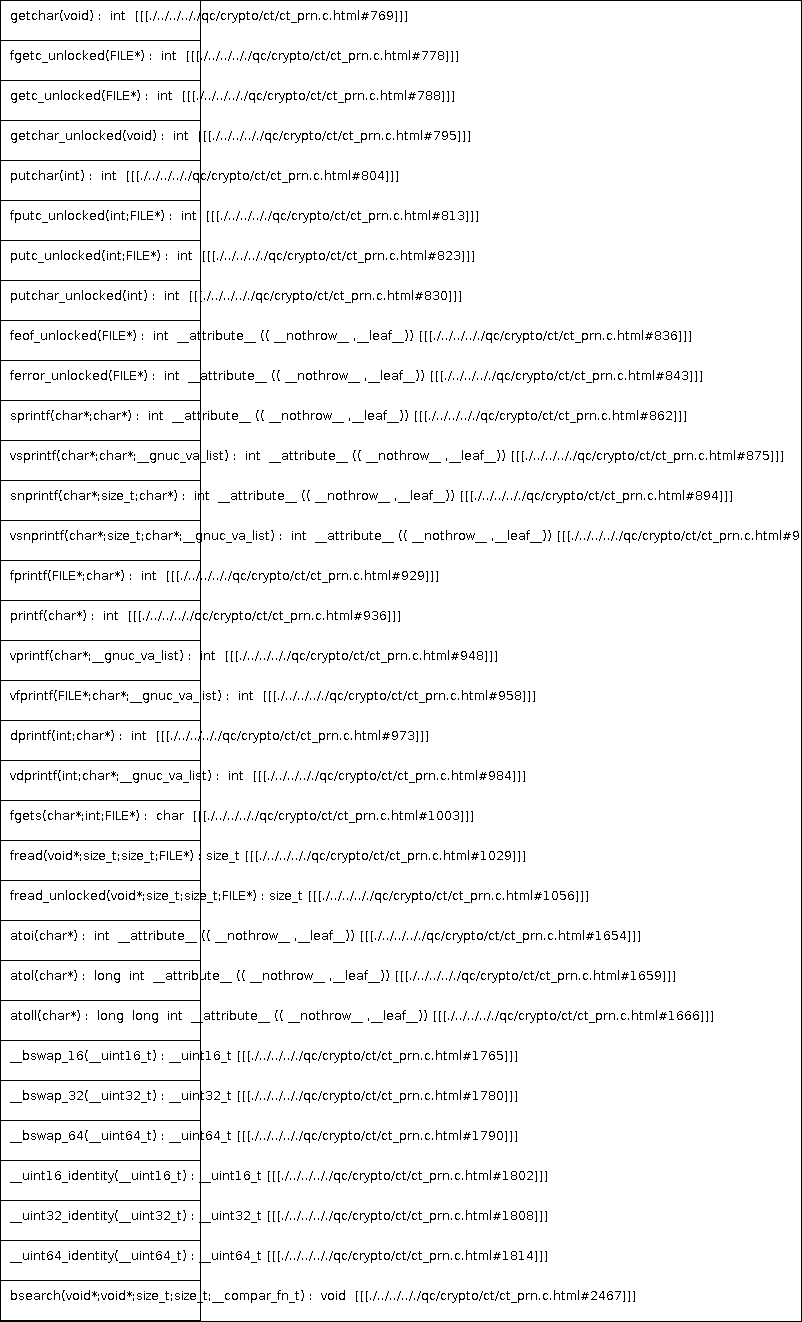 getchar(void) : int [[[./../../././qc/crypto/ct/ct_prn.c.html#769]]]
fgetc_unlocked(FILE*) : int [[[./../../././qc/crypto/ct/ct_prn.c.html#778]]]
getc_unlocked(FILE*) : int [[[./../../././qc/crypto/ct/ct_prn.c.html#788]]]
getchar_unlocked(void) : int [[[./../../././qc/crypto/ct/ct_prn.c.html#795]]]
putchar(int) : int [[[./../../././qc/crypto/ct/ct_prn.c.html#804]]]
fputc_unlocked(int;FILE*) : int [[[./../../././qc/crypto/ct/ct_prn.c.html#813]]]
putc_unlocked(int;FILE*) : int [[[./../../././qc/crypto/ct/ct_prn.c.html#823]]]
putchar_unlocked(int) : int [[[./../../././qc/crypto/ct/ct_prn.c.html#830]]]
feof_unlocked(FILE*) : int __attribute__ (( __nothrow__ ,__leaf__)) [[[./../../././qc/crypto/ct/ct_prn.c.html#836]]]
ferror_unlocked(FILE*) : int __attribute__ (( __nothrow__ ,__leaf__)) [[[./../../././qc/crypto/ct/ct_prn.c.html#843]]]
sprintf(char*;char*) : int __attribute__ (( __nothrow__ ,__leaf__)) [[[./../../././qc/crypto/ct/ct_prn.c.html#862]]]
vsprintf(char*;char*;__gnuc_va_list) : int __attribute__ (( __nothrow__ ,__leaf__)) [[[./../../././qc/crypto/ct/ct_prn.c.html#875]]]
snprintf(char*;size_t;char*) : int __attribute__ (( __nothrow__ ,__leaf__)) [[[./../../././qc/crypto/ct/ct_prn.c.html#894]]]
vsnprintf(char*;size_t;char*;__gnuc_va_list) : int __attribute__ (( __nothrow__ ,__leaf__)) [[[./../../././qc/crypto/ct/ct_prn.c.html#9
fprintf(FILE*;char*) : int [[[./../../././qc/crypto/ct/ct_prn.c.html#929]]]
printf(char*) : int [[[./../../././qc/crypto/ct/ct_prn.c.html#936]]]
vprintf(char*;__gnuc_va_list) : int [[[./../../././qc/crypto/ct/ct_prn.c.html#948]]]
vfprintf(FILE*;char*;__gnuc_va_list) : int [[[./../../././qc/crypto/ct/ct_prn.c.html#958]]]
dprintf(int;char*) : int [[[./../../././qc/crypto/ct/ct_prn.c.html#973]]]
vdprintf(int;char*;__gnuc_va_list) : int [[[./../../././qc/crypto/ct/ct_prn.c.html#984]]]
fgets(char*;int;FILE*) : char [[[./../../././qc/crypto/ct/ct_prn.c.html#1003]]]
fread(void*;size_t;size_t;FILE*) : size_t [[[./../../././qc/crypto/ct/ct_prn.c.html#1029]]]
fread_unlocked(void*;size_t;size_t;FILE*) : size_t [[[./../../././qc/crypto/ct/ct_prn.c.html#1056]]]
atoi(char*) : int __attribute__ (( __nothrow__ ,__leaf__)) [[[./../../././qc/crypto/ct/ct_prn.c.html#1654]]]
atol(char*) : long int __attribute__ (( __nothrow__ ,__leaf__)) [[[./../../././qc/crypto/ct/ct_prn.c.html#1659]]]
atoll(char*) : long long int __attribute__ (( __nothrow__ ,__leaf__)) [[[./../../././qc/crypto/ct/ct_prn.c.html#1666]]]
__bswap_16(__uint16_t) : __uint16_t [[[./../../././qc/crypto/ct/ct_prn.c.html#1765]]]
__bswap_32(__uint32_t) : __uint32_t [[[./../../././qc/crypto/ct/ct_prn.c.html#1780]]]
__bswap_64(__uint64_t) : __uint64_t [[[./../../././qc/crypto/ct/ct_prn.c.html#1790]]]
__uint16_identity(__uint16_t) : __uint16_t [[[./../../././qc/crypto/ct/ct_prn.c.html#1802]]]
__uint32_identity(__uint32_t) : __uint32_t [[[./../../././qc/crypto/ct/ct_prn.c.html#1808]]]
__uint64_identity(__uint64_t) : __uint64_t [[[./../../././qc/crypto/ct/ct_prn.c.html#1814]]]
bsearch(void*;void*;size_t;size_t;__compar_fn_t) : void [[[./../../././qc/crypto/ct/ct_prn.c.html#2467]]]